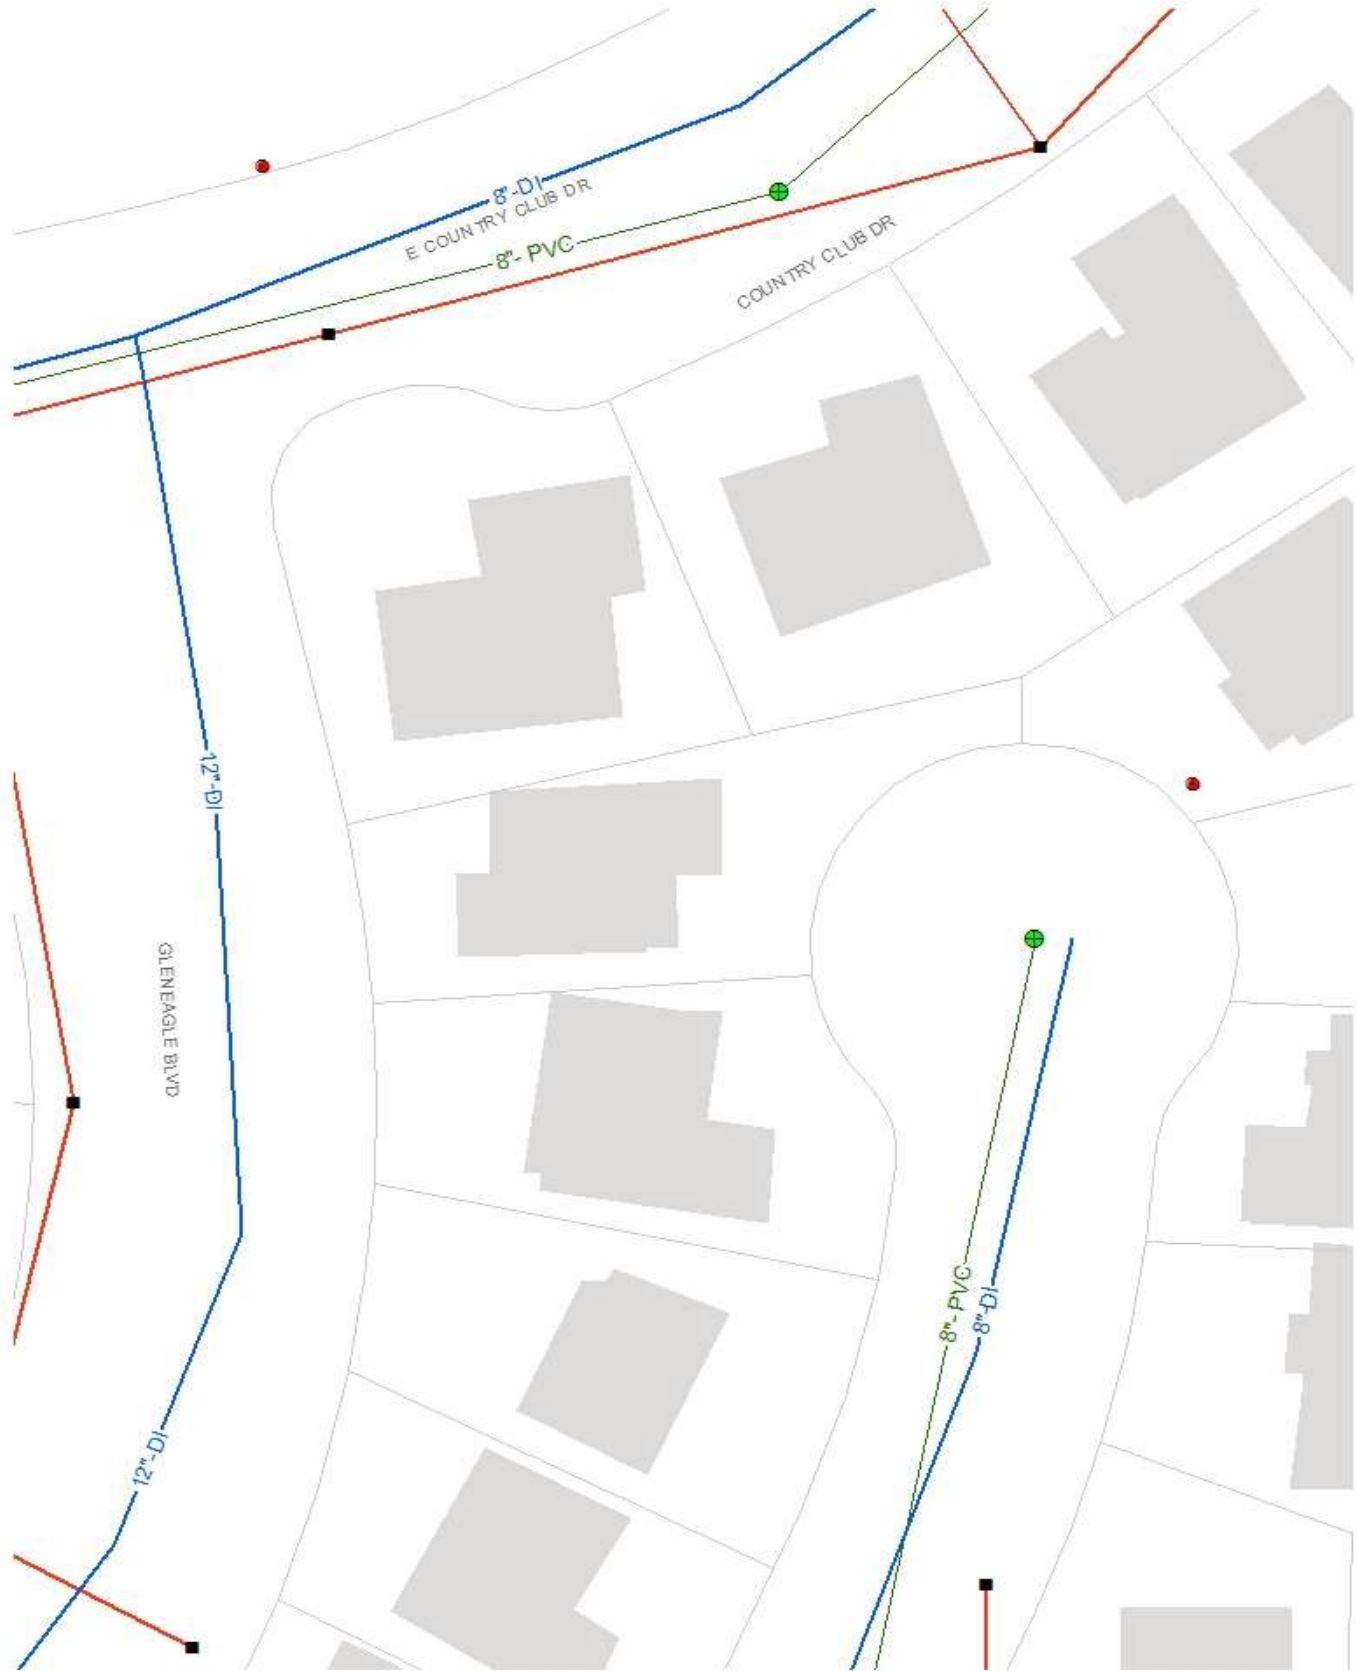 8"-DI
E COUNTRY CLUB DR
8"- PVC
COUNTRY CLUB DR
12"-DI
GLENEAGLE BLVD
8"- PVC
8"-DI
12"-DI